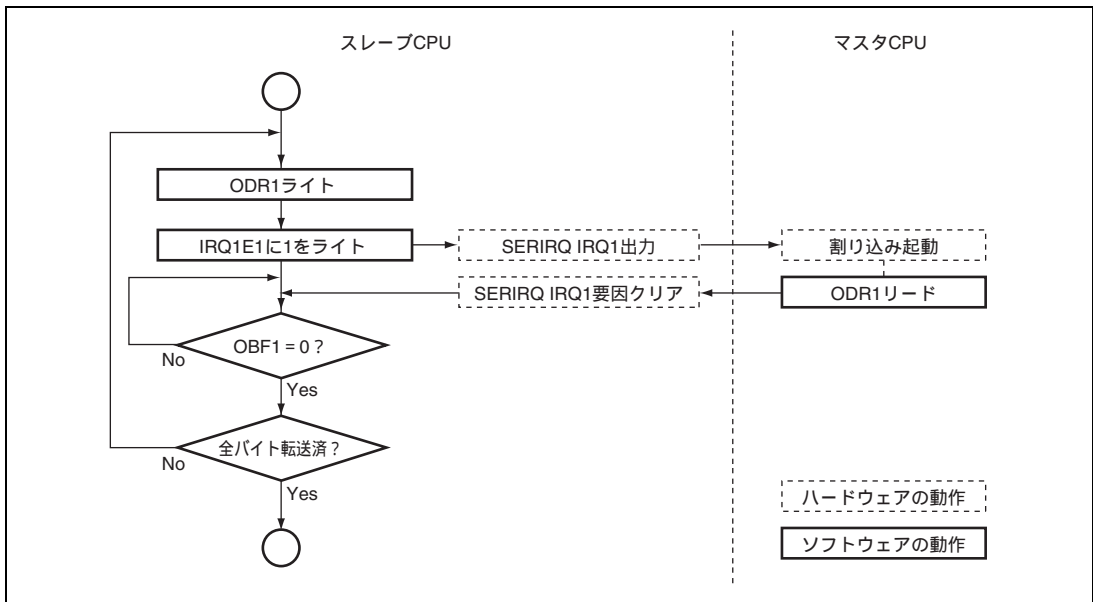 スレーブCPU
マスタCPU
ODR1ライト
IRQ1E1に1をライト
SERIRQ IRQ1出力
割り込み起動
SERIRQ IRQ1要因クリア
ODR1リード
OBF1 = 0?
No
Yes
全バイト転送済?
No
Yes
ハードウェアの動作
ソフトウェアの動作